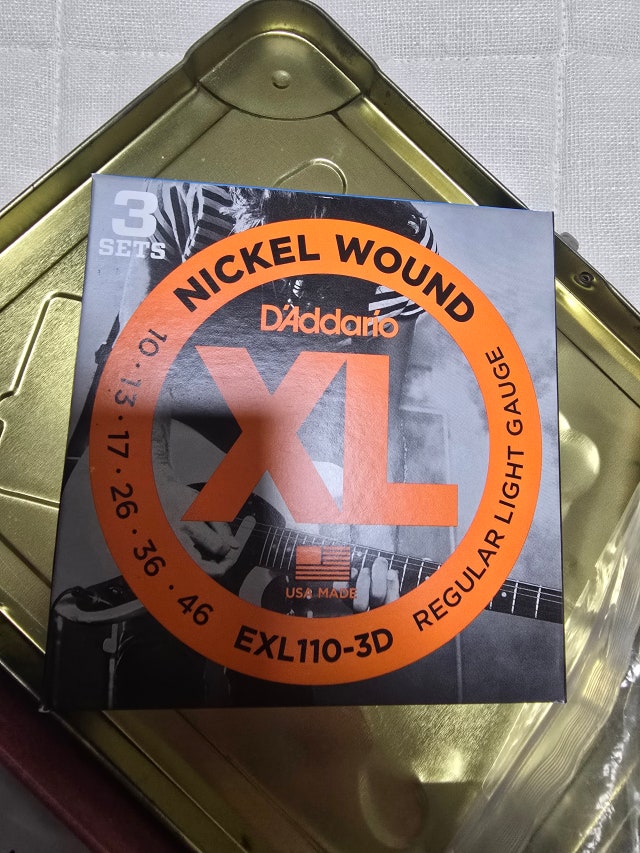 3
SETS
NICKEL WOUND
D'Addario
XL
10 · 13 · 17 · 26 · 36 · 46
REGULAR LIGHT GAUGE
USA MADE
EXL110-3D